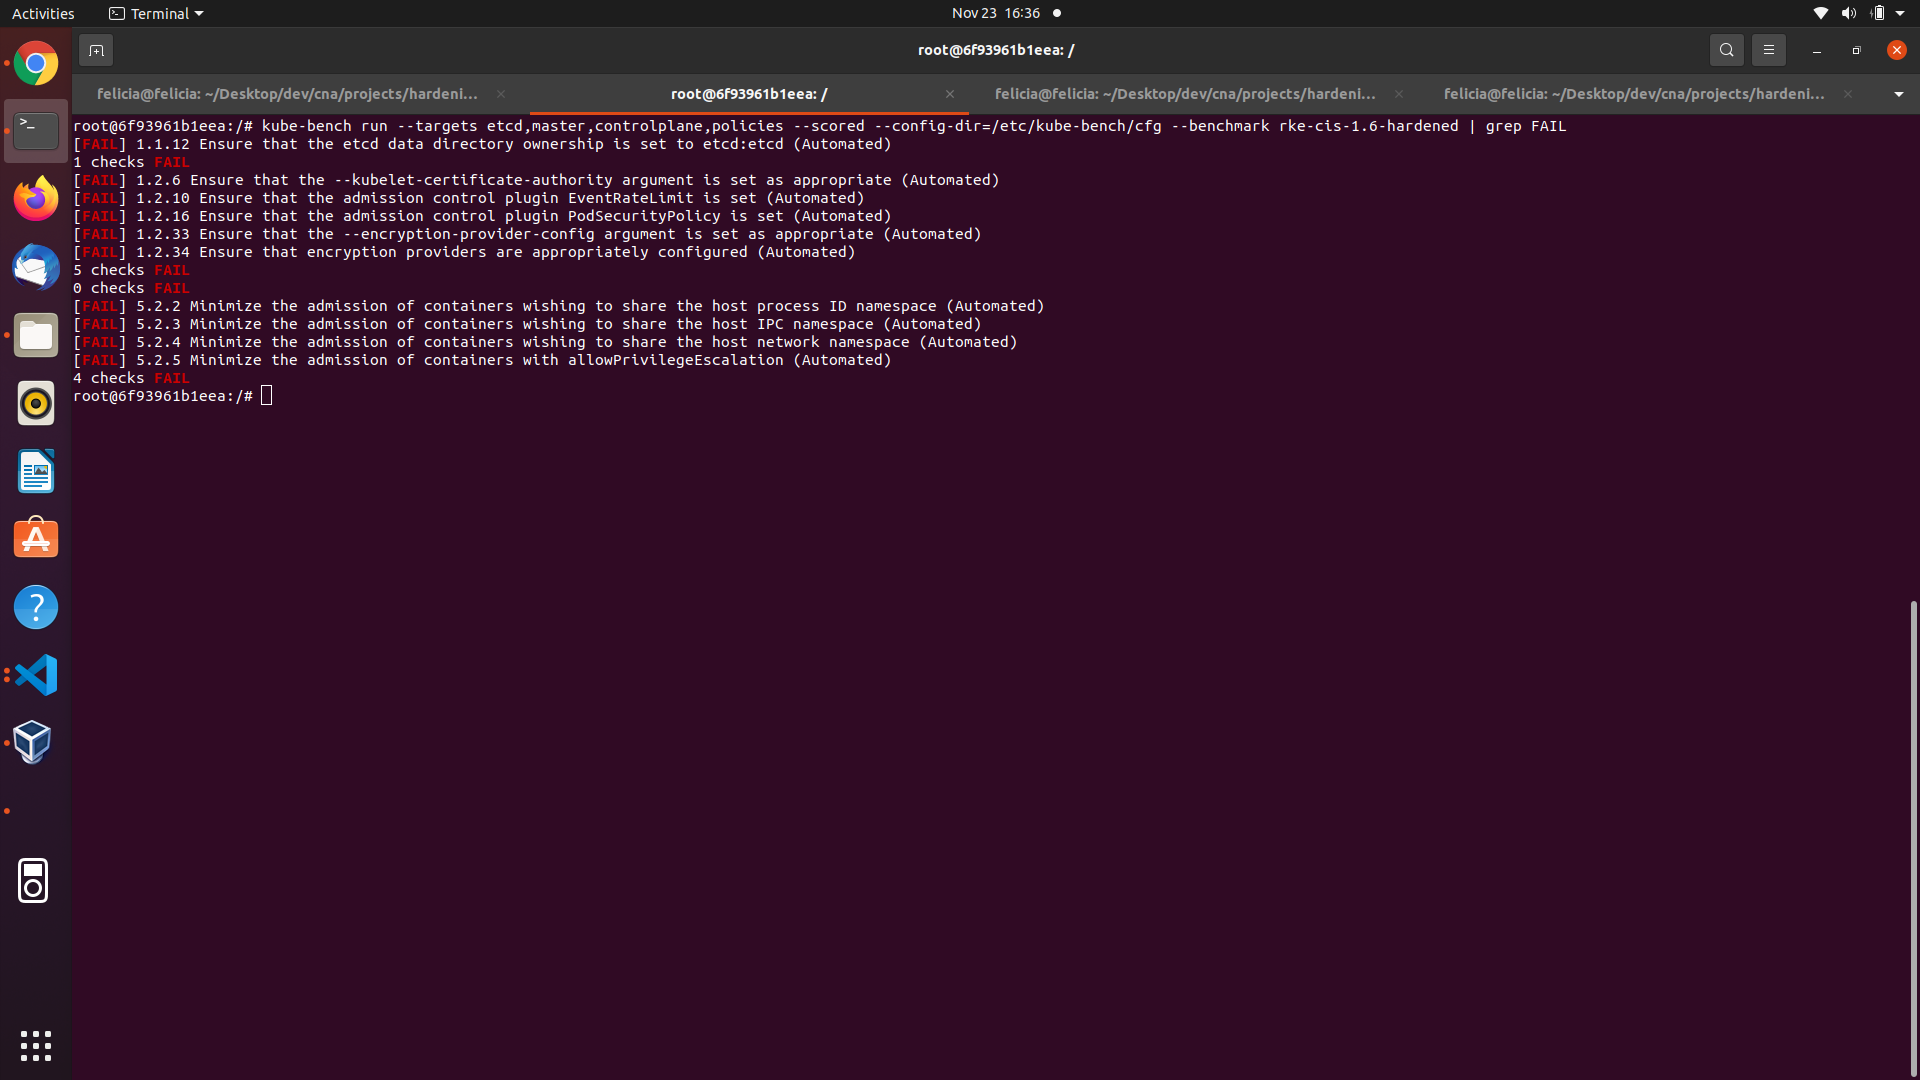 Activities Terminal Nov 23 16:36
root@6f93961b1eea: /
felicia@felicia: ~/Desktop/dev/cna/projects/hardeni... root@6f93961b1eea: / felicia@felicia: ~/Desktop/dev/cna/projects/hardeni... felicia@felicia: ~/Desktop/dev/cna/projects/hardeni...
root@6f93961b1eea:/# kube-bench run --targets etcd,master,controlplane,policies --scored --config-dir=/etc/kube-bench/cfg --benchmark rke-cis-1.6-hardened | grep FAIL
[FAIL] 1.1.12 Ensure that the etcd data directory ownership is set to etcd:etcd (Automated)
1 checks FAIL
[FAIL] 1.2.6 Ensure that the --kubelet-certificate-authority argument is set as appropriate (Automated)
[FAIL] 1.2.10 Ensure that the admission control plugin EventRateLimit is set (Automated)
[FAIL] 1.2.16 Ensure that the admission control plugin PodSecurityPolicy is set (Automated)
[FAIL] 1.2.33 Ensure that the --encryption-provider-config argument is set as appropriate (Automated)
[FAIL] 1.2.34 Ensure that encryption providers are appropriately configured (Automated)
5 checks FAIL
0 checks FAIL
[FAIL] 5.2.2 Minimize the admission of containers wishing to share the host process ID namespace (Automated)
[FAIL] 5.2.3 Minimize the admission of containers wishing to share the host IPC namespace (Automated)
[FAIL] 5.2.4 Minimize the admission of containers wishing to share the host network namespace (Automated)
[FAIL] 5.2.5 Minimize the admission of containers with allowPrivilegeEscalation (Automated)
4 checks FAIL
root@6f93961b1eea:/#